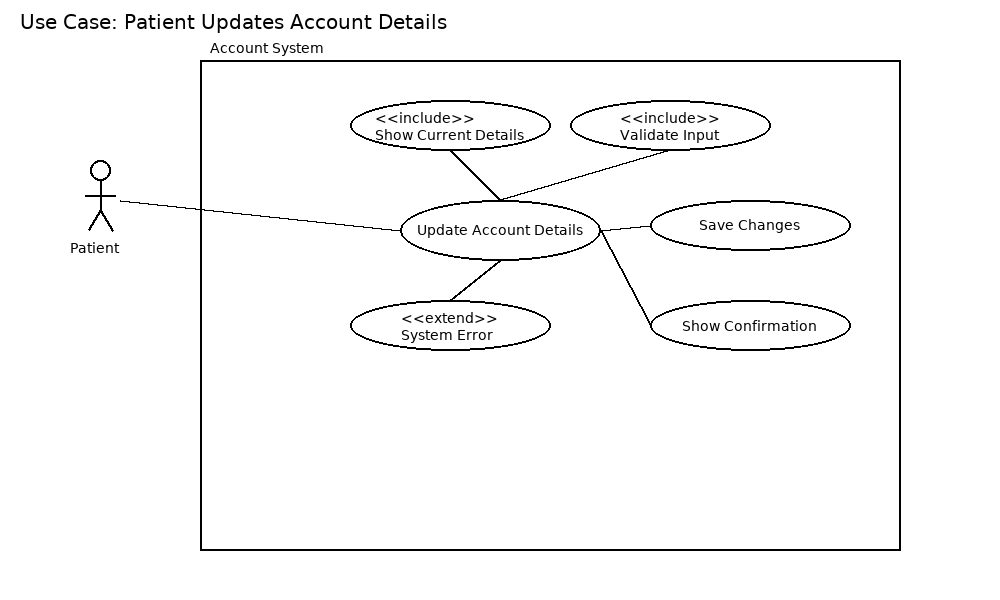 Use Case: Patient Updates Account Details
Account System
<<include>>
Show Current Details
<<include>>
Validate Input
Patient
Update Account Details
Save Changes
<<extend>>
System Error
Show Confirmation